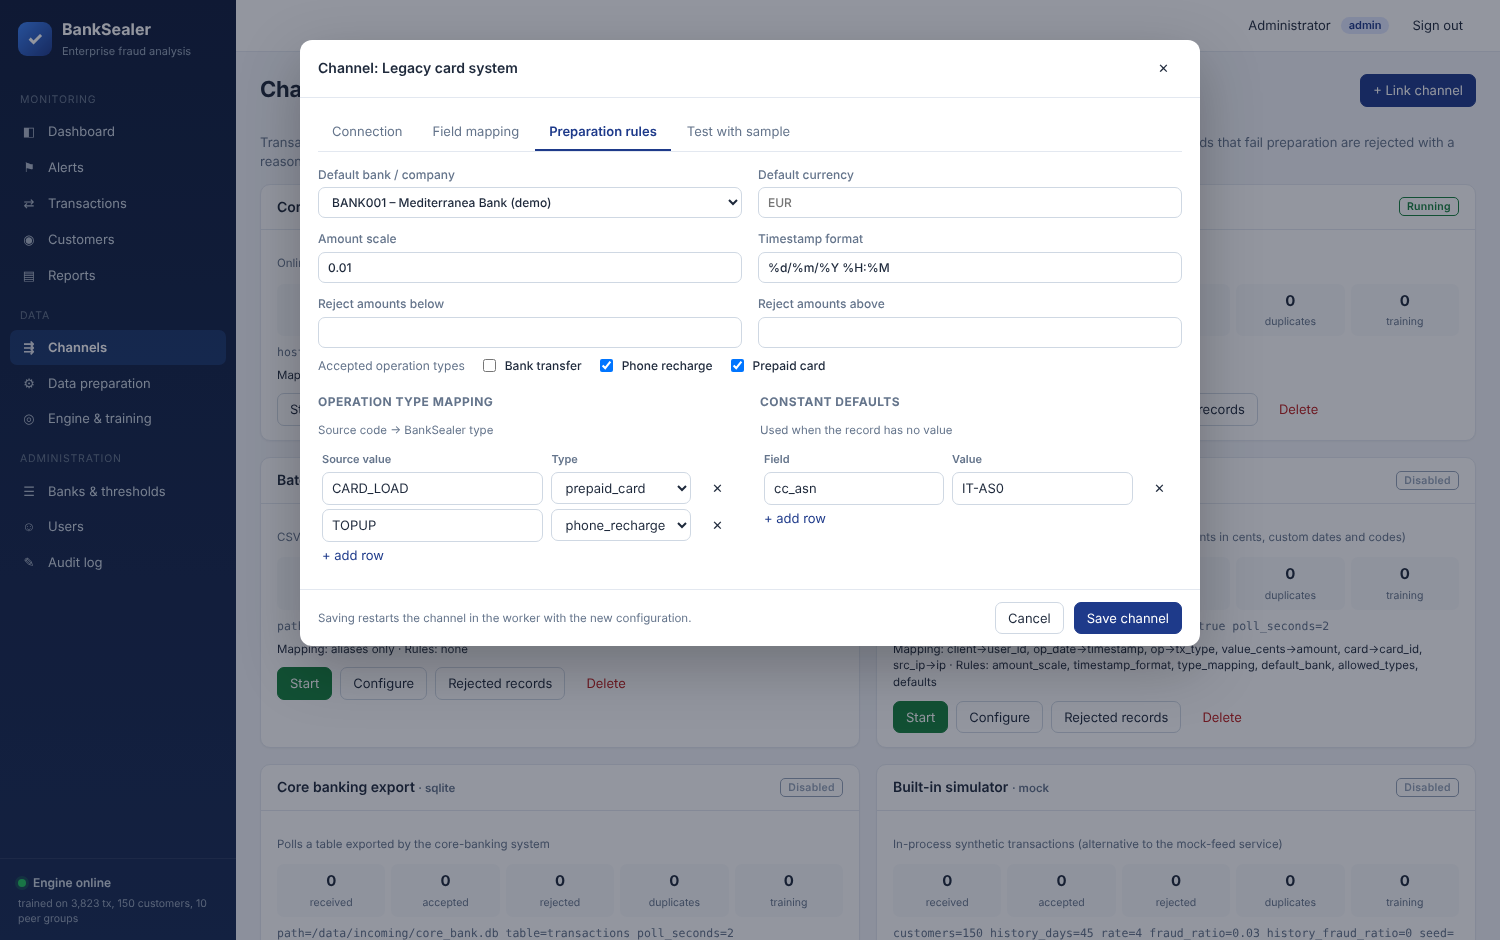 BankSealer
Enterprise fraud analysis
Administrator admin Sign out
MONITORING
Dashboard
Alerts
Transactions
Customers
Reports
DATA
Channels
Data preparation
Engine & training
ADMINISTRATION
Banks & thresholds
Users
Audit log
Engine online
trained on 3,823 tx, 150 customers, 10
peer groups
+ Link channel
ds that fail preparation are rejected with a
Channel: Legacy card system ✕
Connection Field mapping Preparation rules Test with sample
Default bank / company Default currency
BANK001 – Mediterranea Bank (demo) EUR
Amount scale Timestamp format
0.01 %d/%m/%Y %H:%M
Reject amounts below Reject amounts above
Accepted operation types Bank transfer Phone recharge Prepaid card
OPERATION TYPE MAPPING CONSTANT DEFAULTS
Source code → BankSealer type Used when the record has no value
Source value Type Field Value
CARD_LOAD prepaid_card ✕ cc_asn IT-AS0 ✕
TOPUP phone_recharge ✕ + add row
+ add row
Saving restarts the channel in the worker with the new configuration. Cancel Save channel
Running
0 0
duplicates training
records Delete
Disabled
nts in cents, custom dates and codes)
0 0
duplicates training
true poll_seconds=2
Mapping: aliases only · Rules: none
Start Configure Rejected records Delete
Mapping: client→user_id, op_date→timestamp, op→tx_type, value_cents→amount, card→card_id,
src_ip→ip · Rules: amount_scale, timestamp_format, type_mapping, default_bank, allowed_types,
defaults
Start Configure Rejected records Delete
Core banking export · sqlite Disabled
Polls a table exported by the core-banking system
0 0 0 0 0
received accepted rejected duplicates training
path=/data/incoming/core_bank.db table=transactions poll_seconds=2
Built-in simulator · mock Disabled
In-process synthetic transactions (alternative to the mock-feed service)
0 0 0 0 0
received accepted rejected duplicates training
customers=150 history_days=45 rate=4 fraud_ratio=0.03 history_fraud_ratio=0 seed=